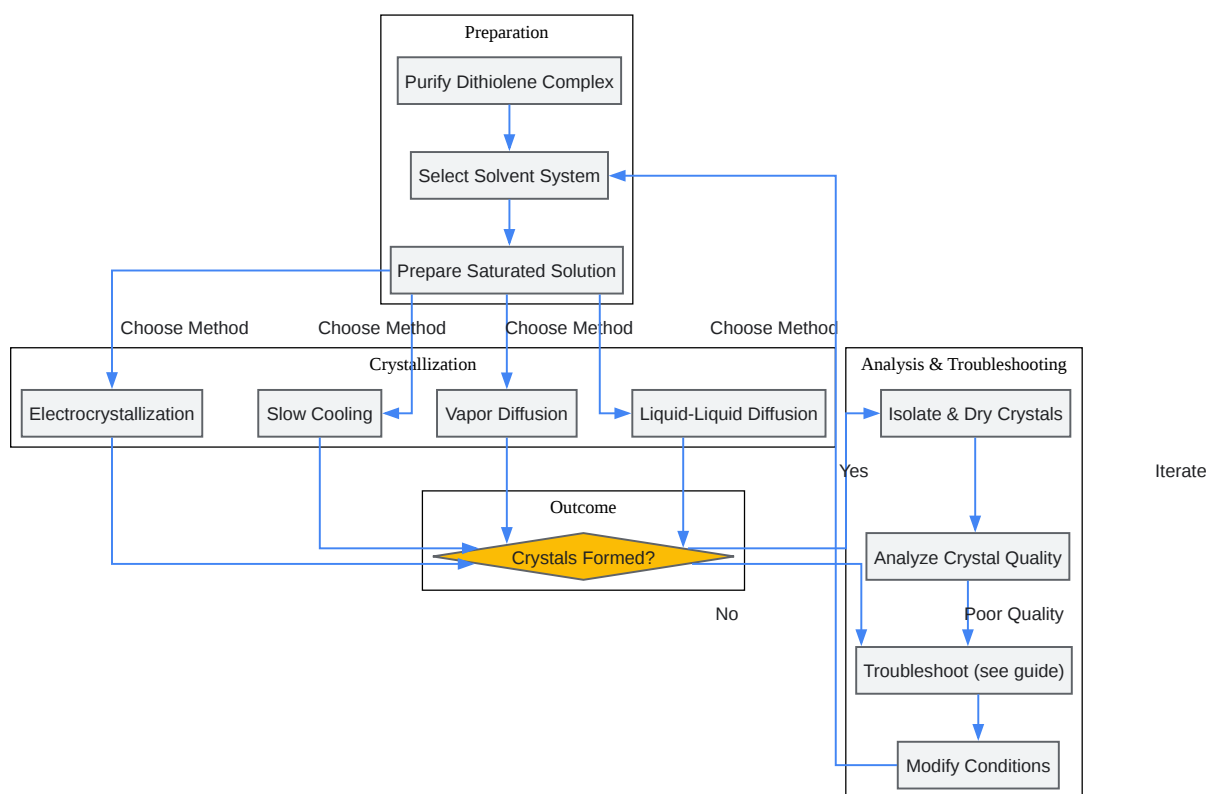 Preparation
Purify Dithiolene Complex
Select Solvent System
Prepare Saturated Solution
Choose Method
Choose Method
Choose Method
Choose Method
Crystallization
Analysis & Troubleshooting
Electrocrystallization
Slow Cooling
Vapor Diffusion
Liquid-Liquid Diffusion
Isolate & Dry Crystals
Yes
Iterate
Outcome
Crystals Formed?
Analyze Crystal Quality
No
Poor Quality
Troubleshoot (see guide)
Modify Conditions